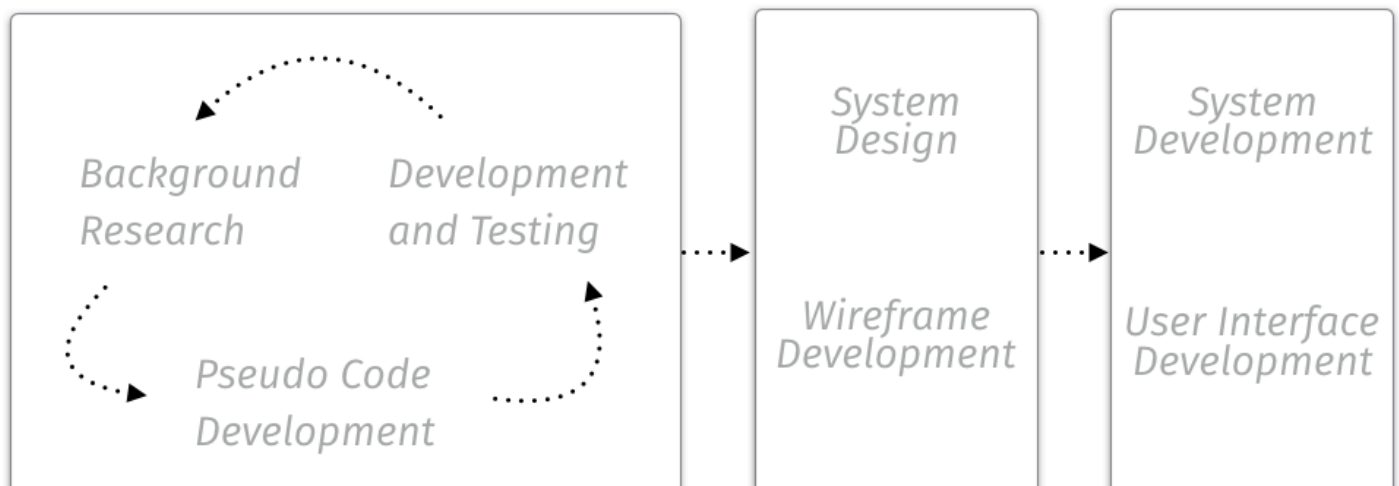 Background
Research
Development
and Testing
Pseudo Code
Development
System
Design
Wireframe
Development
System
Development
User Interface
Development